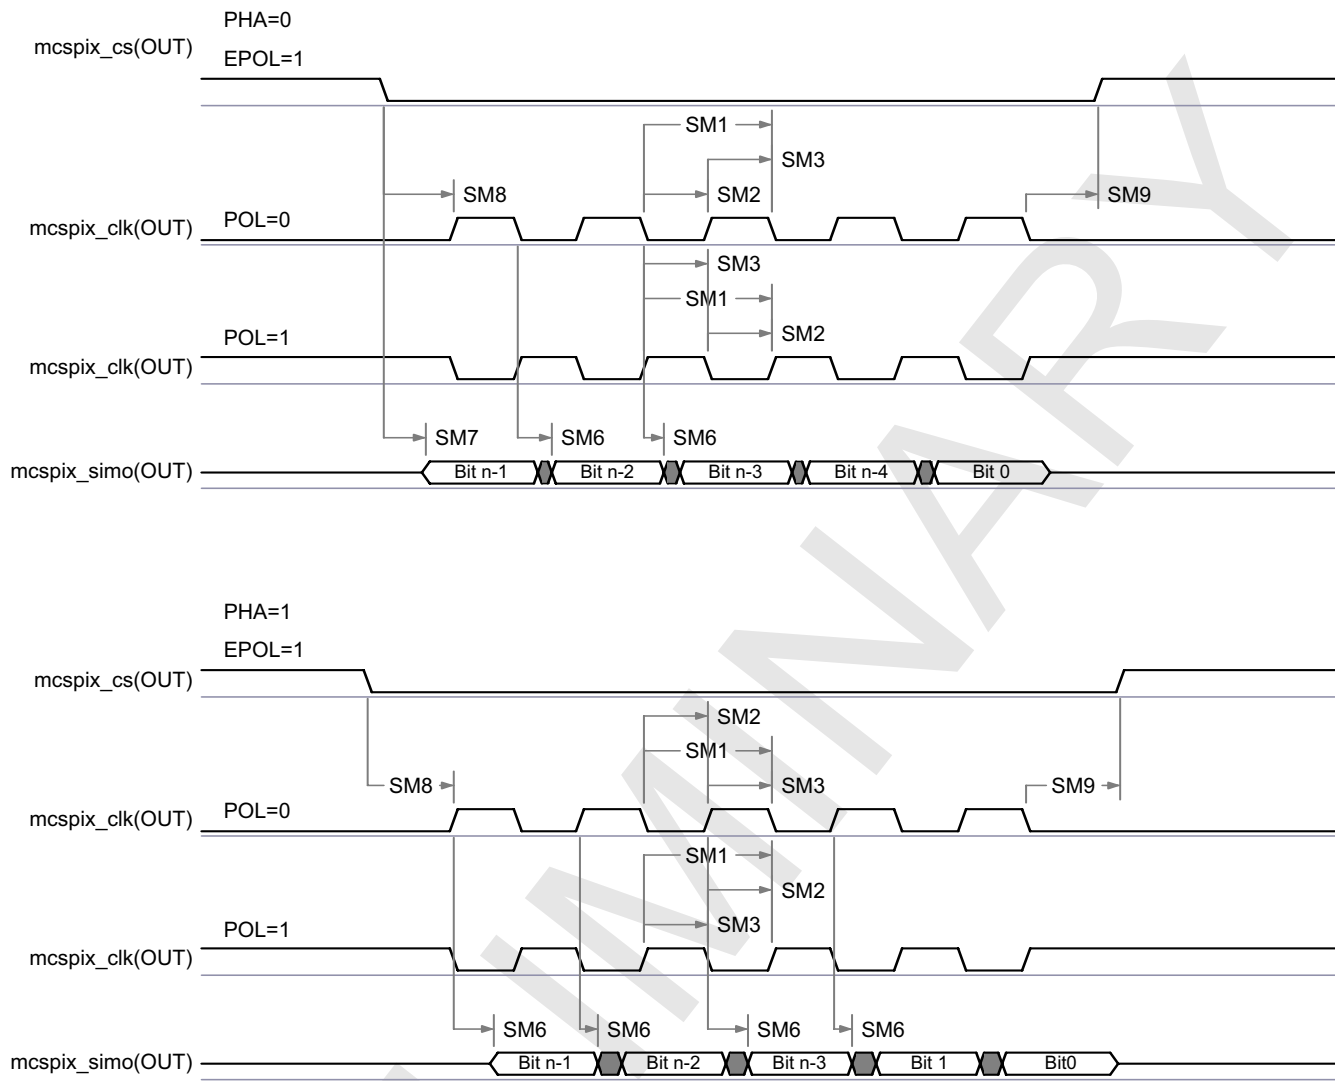 PHA=0
mcspix_cs(OUT)
EPOL=1
SM1
SM3
SM8
SM2
SM9
POL=0
mcspix_clk(OUT)
SM3
SM1
SM2
POL=1
mcspix_clk(OUT)
SM7
SM6
SM6
mcspix_simo(OUT)
Bit n-1
Bit n-2
Bit n-3
Bit n-4
Bit 0
PHA=1
EPOL=1
mcspix_cs(OUT)
SM2
SM1
SM8
SM3
SM9
POL=0
mcspix_clk(OUT)
SM1
SM2
SM3
POL=1
mcspix_clk(OUT)
SM6
SM6
SM6
SM6
mcspix_simo(OUT)
Bit n-1
Bit n-2
Bit n-3
Bit 1
Bit0
IMINARY